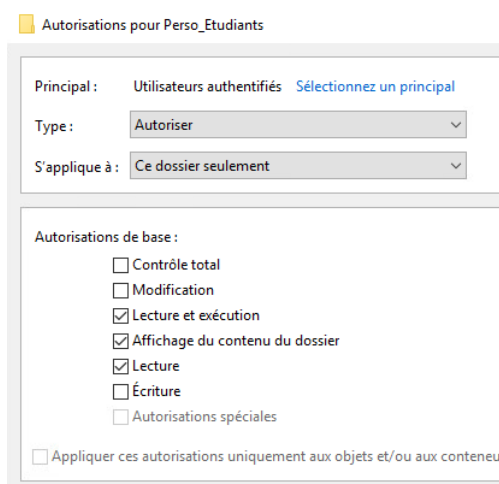 Autorisations pour Perso_Etudiants
Principal : Utilisateurs authentifiés Sélectionnez un principal
Type : Autoriser
S'applique à : Ce dossier seulement
Autorisations de base :
Contrôle total
Modification
Lecture et exécution
Affichage du contenu du dossier
Lecture
Écriture
Autorisations spéciales
Appliquer ces autorisations uniquement aux objets et/ou aux conteneu